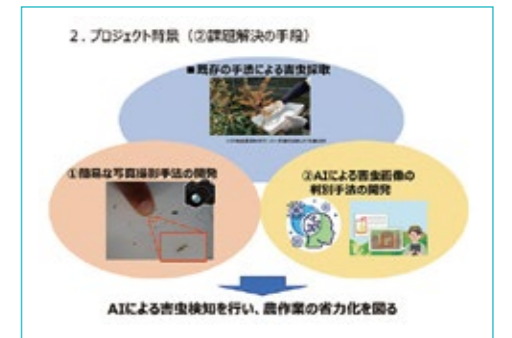 2．プロジェクト背景（②課題解決の手段）
■既存の手法による害虫採取
①簡易な写真撮影手法の開発
②AIによる害虫画像の
判別手法の開発
AIによる害虫検知を行い、農作業の省力化を図る